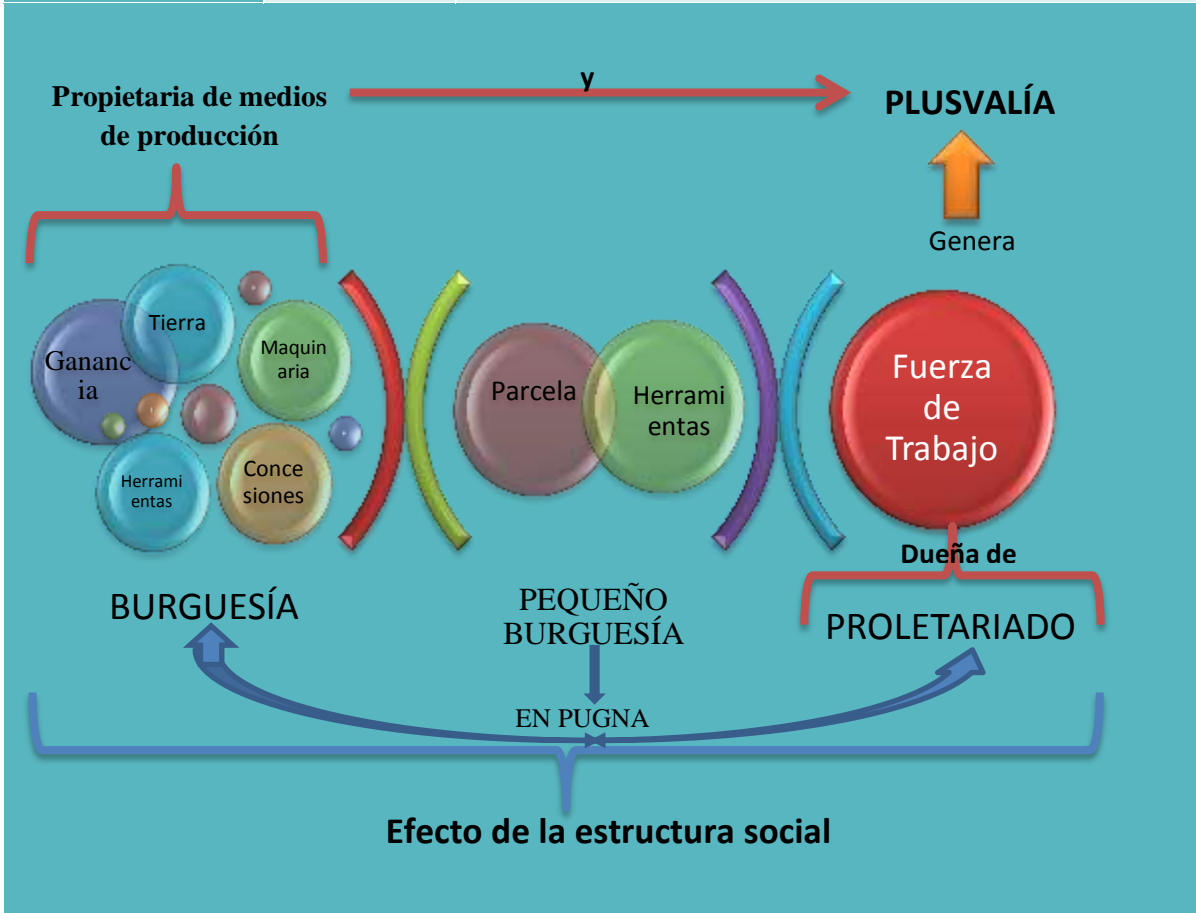 y
Propietaria de medios
de producción
PLUSVALÍA
Genera
Gananc
ia
Tierra
Maquin
aria
Herrami
entas
Conce
siones
Parcela
Herrami
entas
Fuerza
de
Trabajo
Dueña de
BURGUESÍA
PEQUEÑO
BURGUESÍA
PROLETARIADO
EN PUGNA
Efecto de la estructura social